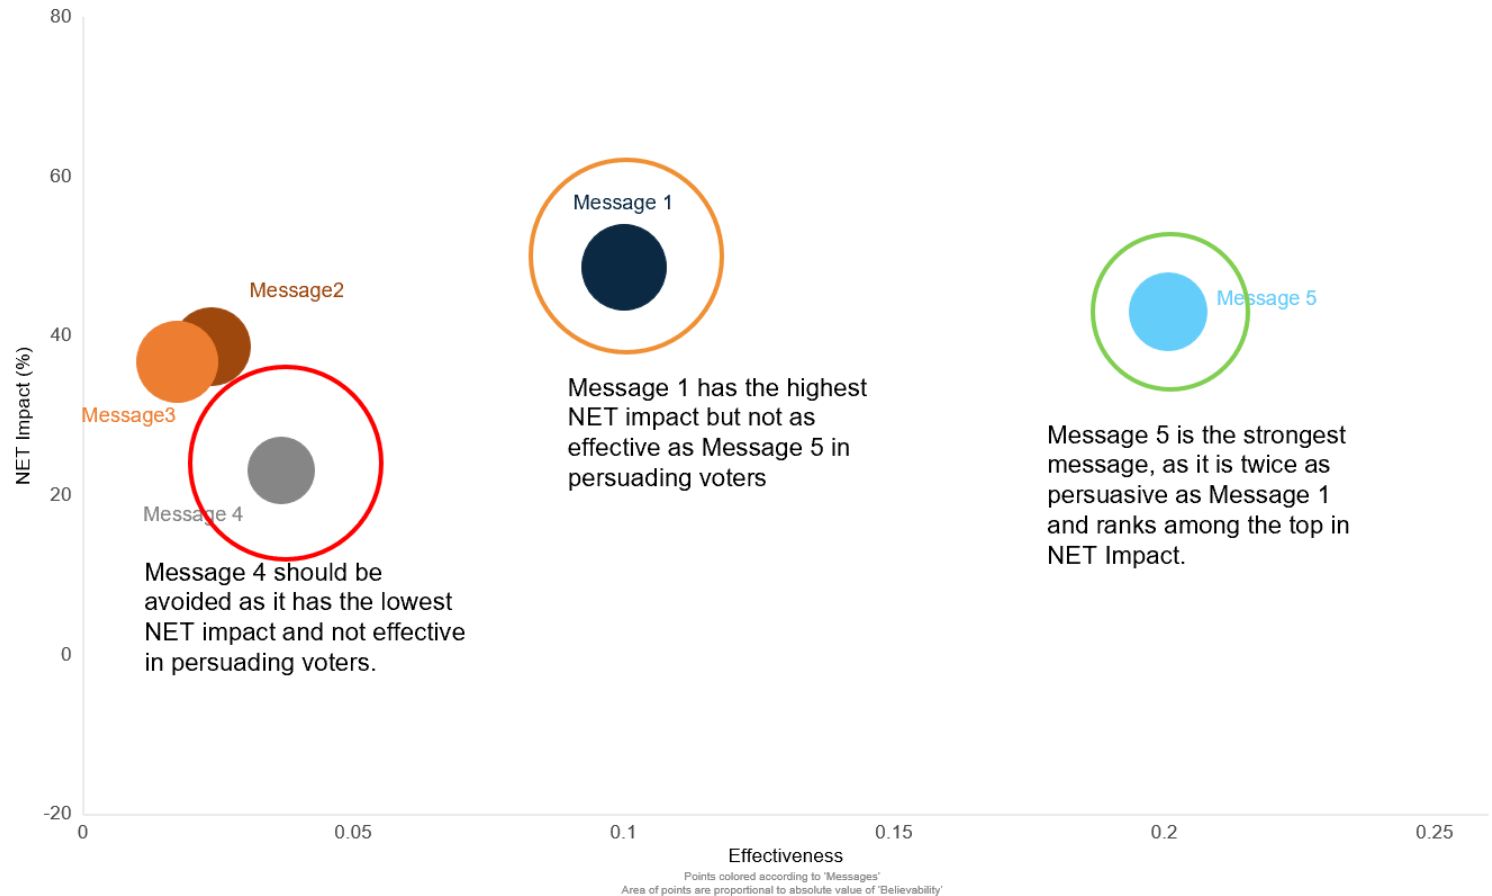 80
60
40
20
0
-20
NET Impact (%)
Message 1
Message2
Message 5
Message3
Message 4
Message 1 has the highest
NET impact but not as
effective as Message 5 in
persuading voters
Message 5 is the strongest
message, as it is twice as
persuasive as Message 1
and ranks among the top in
NET Impact.
Message 4 should be
avoided as it has the lowest
NET impact and not effective
in persuading voters.
0
0.05
0.1
0.15
0.2
0.25
Effectiveness
Points colored according to 'Messages'
Area of points are proportional to absolute value of 'Believability'